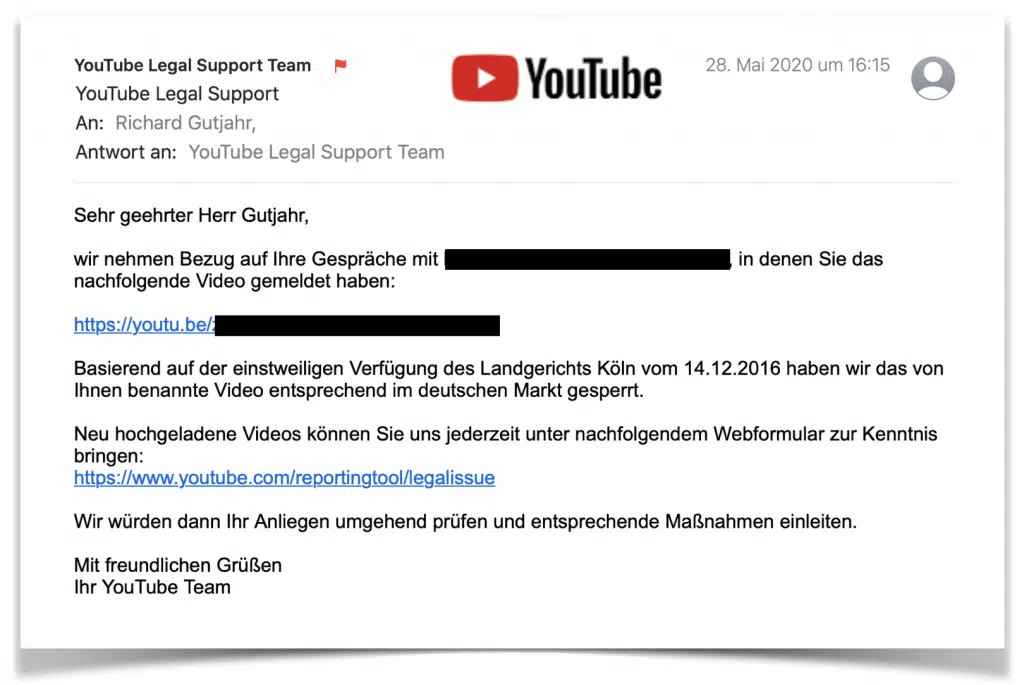 YouTube Legal Support Team
YouTube
28. Mai 2020 um 16:15
YouTube Legal Support
An: Richard Gutjahr,
Antwort an: YouTube Legal Support Team
Sehr geehrter Herr Gutjahr,
wir nehmen Bezug auf Ihre Gespräche mit , in denen Sie das
nachfolgende Video gemeldet haben:
https://youtu.be/
Basierend auf der einstweiligen Verfügung des Landgerichts Köln vom 14.12.2016 haben wir das von
Ihnen benannte Video entsprechend im deutschen Markt gesperrt.
Neu hochgeladene Videos können Sie uns jederzeit unter nachfolgendem Webformular zur Kenntnis
bringen:
https://www.youtube.com/reportingtool/legalissue
Wir würden dann Ihr Anliegen umgehend prüfen und entsprechende Maßnahmen einleiten.
Mit freundlichen Grüßen
Ihr YouTube Team